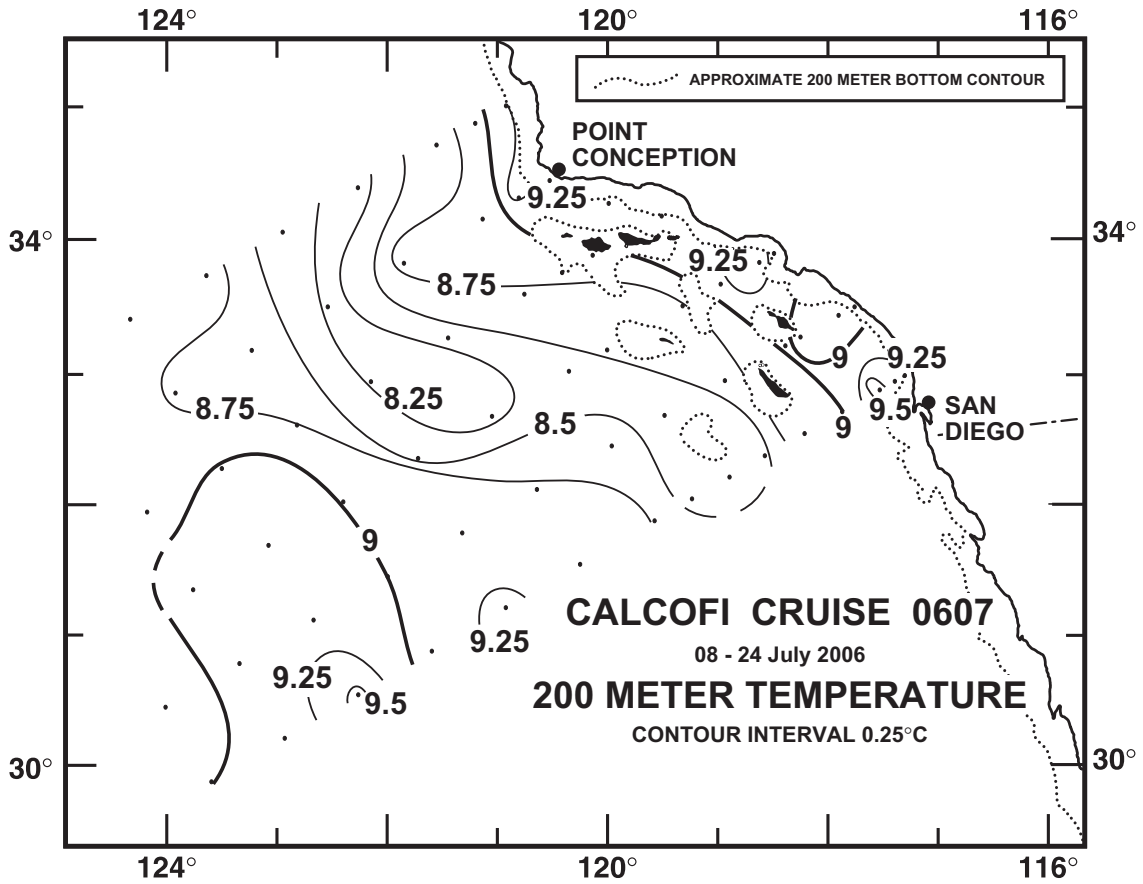 124° 120° 116°
APPROXIMATE 200 METER BOTTOM CONTOUR
POINT
CONCEPTION
9.25
34° 34°
9.25
8.75
9 9.25
8.25
8.75
9.5
SAN
8.5
9
DIEGO
9
CALCOFI CRUISE 0607
9.25
08 - 24 July 2006
9.25
200 METER TEMPERATURE
9.5
CONTOUR INTERVAL 0.25°C
30° 30°
124° 120° 116°